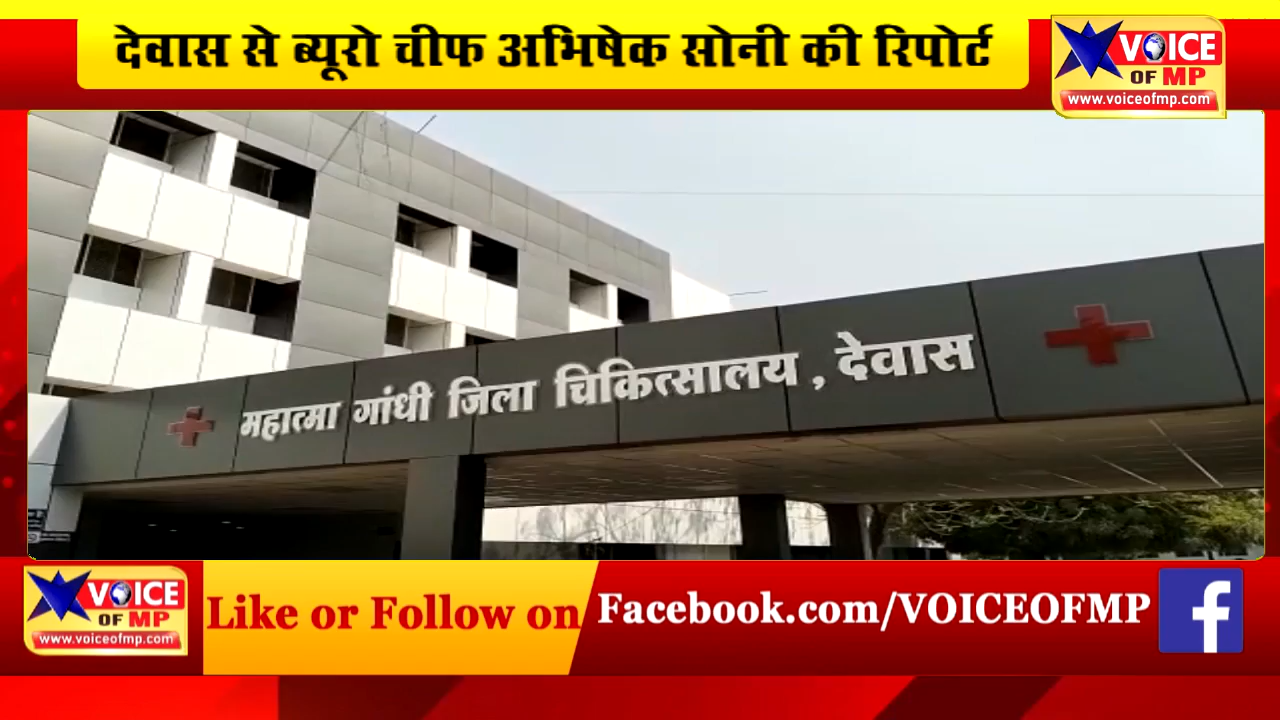 देवास से ब्यूरो चीफ अभिषेक सोनी की रिपोर्ट
VOICE
OF MP
www.voiceofmp.com
महात्मा गांधी जिला चिकित्सालय, देवास
VOICE
OF MP
www.voiceofmp.com
Like or Follow on
Facebook.com/VOICEOFMP
f